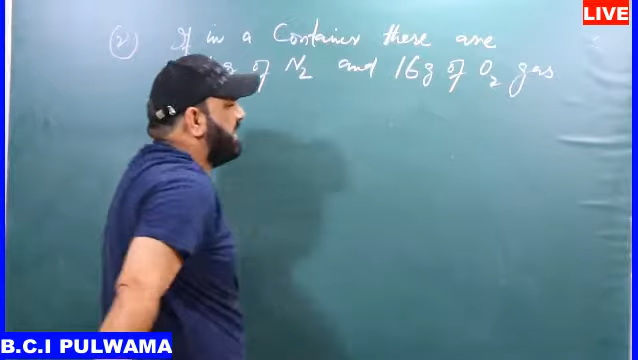 LIVE
(2) If in a Container there are
g of N2 and 16g of O2 gas
B.C.I PULWAMA